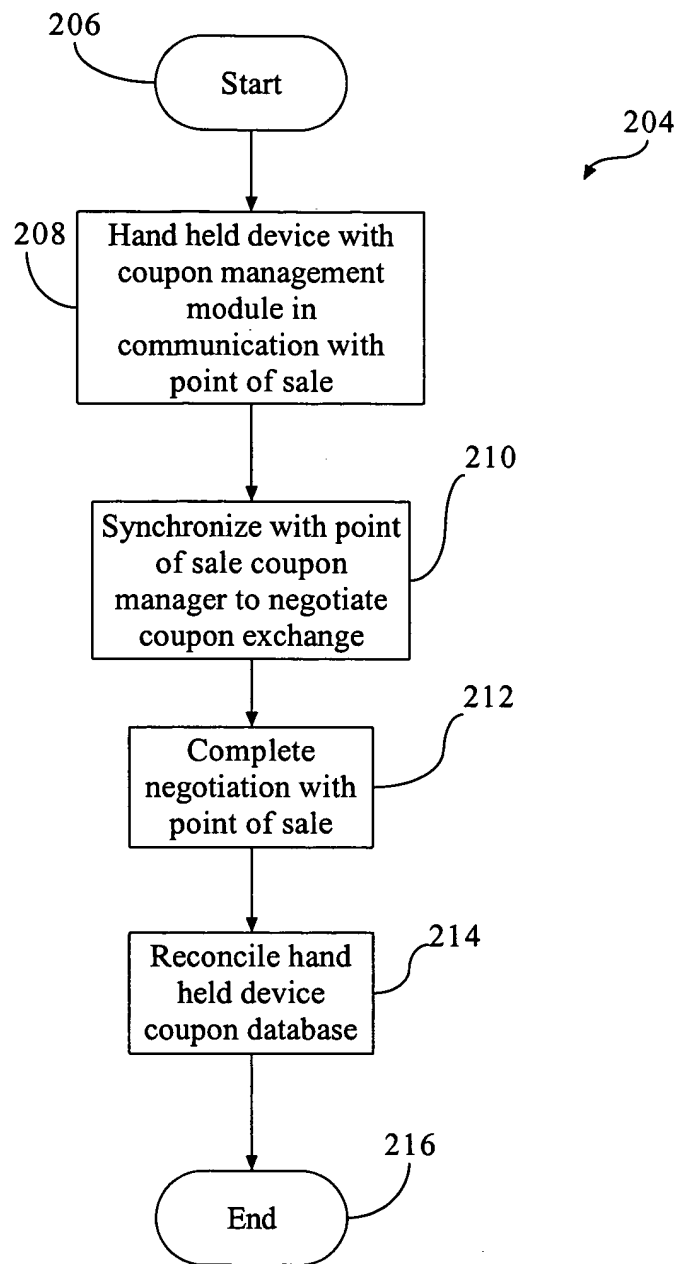 206
Start
204
208
Hand held device with
coupon management
module in
communication with
point of sale
210
Synchronize with point
of sale coupon
manager to negotiate
coupon exchange
212
Complete
negotiation with
point of sale
214
Reconcile hand
held device
coupon database
216
End